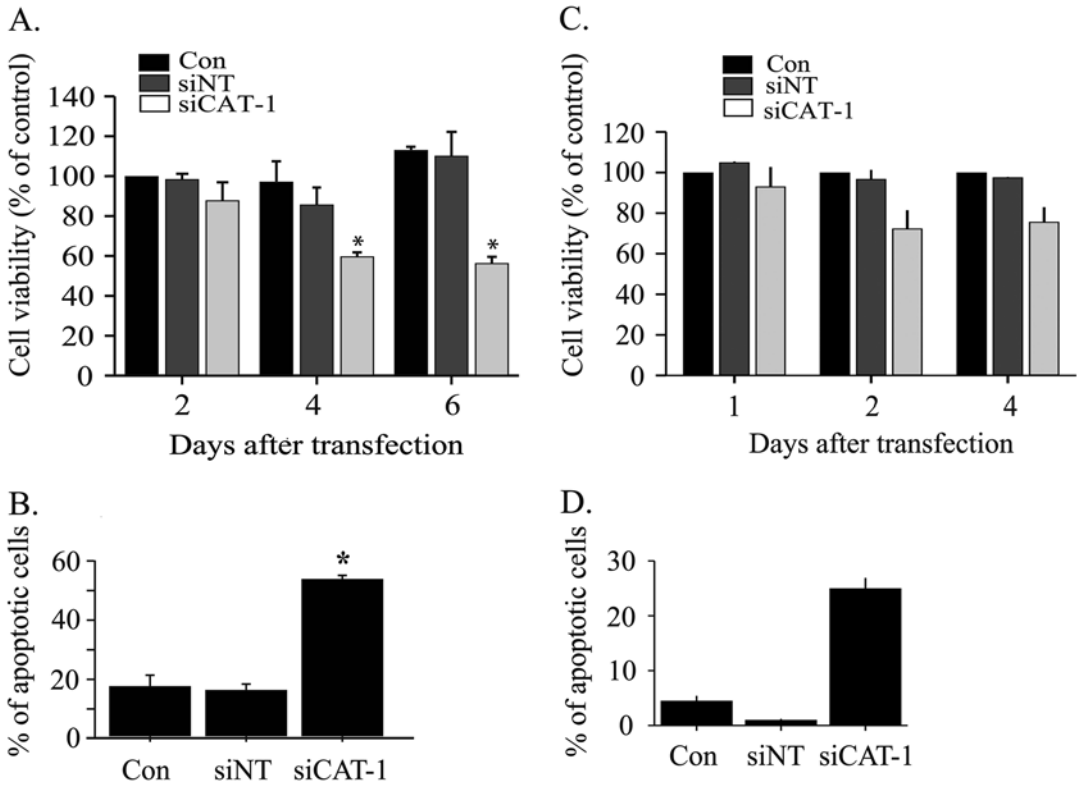 A.
Con
siNT
siCAT-1
Cell viability (% of control)
140
120
100
80
60
40
20
0
*
*
2
4
6
Days after transfection
C.
Con
siNT
siCAT-1
Cell viability (% of control)
120
100
80
60
40
20
0
1
2
4
Days after transfection
B.
% of apoptotic cells
60
40
20
0
*
Con
siNT
siCAT-1
D.
% of apoptotic cells
30
20
10
0
Con
siNT
siCAT-1